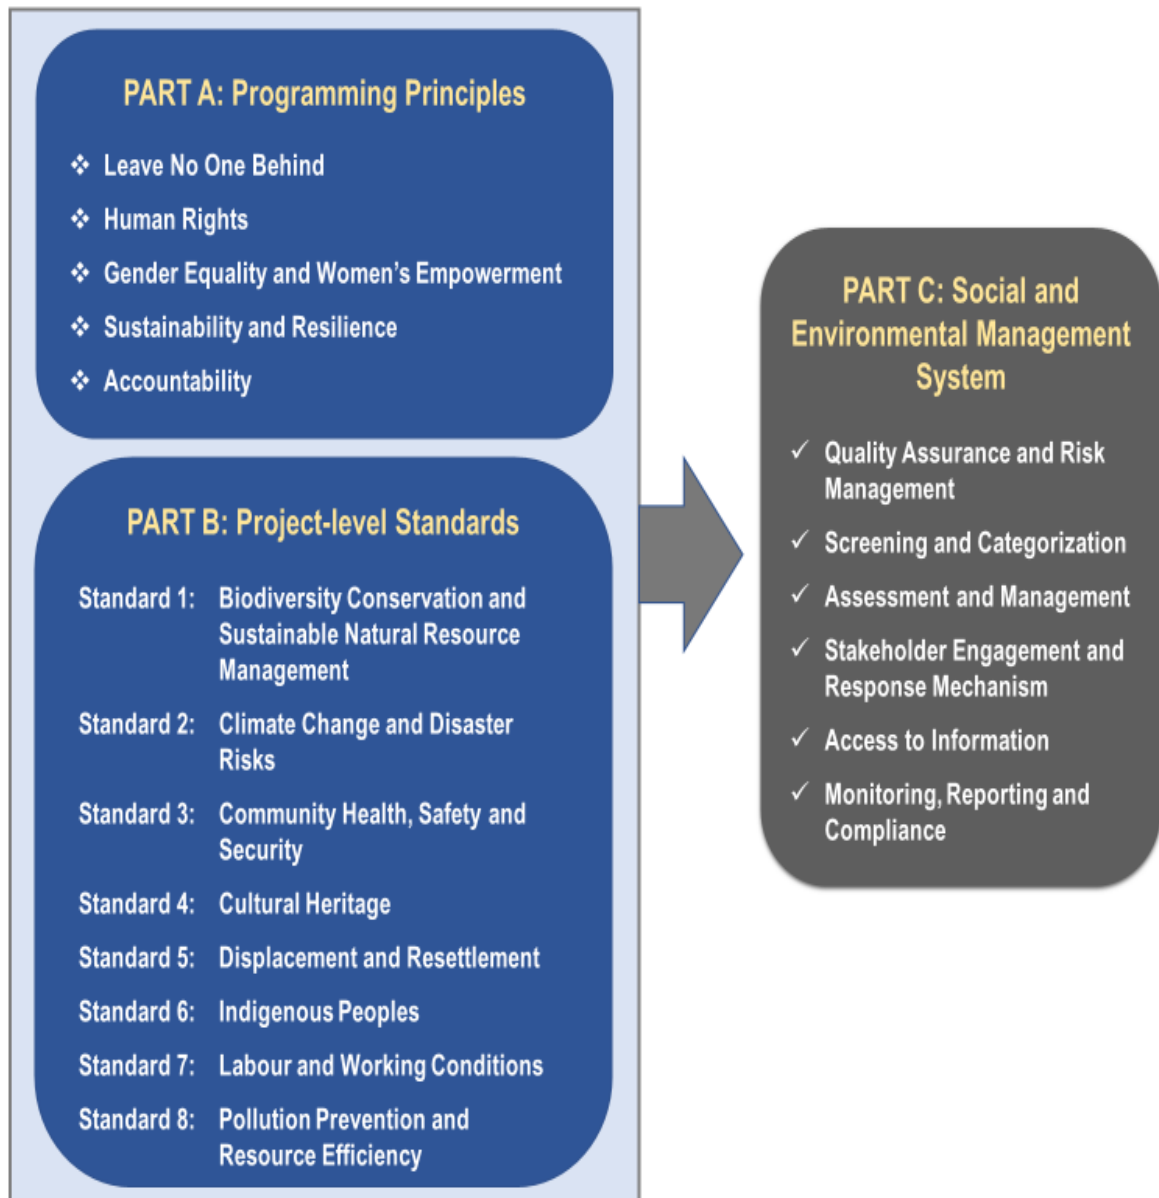 PART A: Programming Principles
❖ Leave No One Behind
❖ Human Rights
❖ Gender Equality and Women's Empowerment
❖ Sustainability and Resilience
❖ Accountability
PART B: Project-level Standards
Standard 1: Biodiversity Conservation and
Sustainable Natural Resource
Management
Standard 2: Climate Change and Disaster
Risks
Standard 3: Community Health, Safety and
Security
Standard 4: Cultural Heritage
Standard 5: Displacement and Resettlement
Standard 6: Indigenous Peoples
Standard 7: Labour and Working Conditions
Standard 8: Pollution Prevention and
Resource Efficiency
PART C: Social and
Environmental Management
System
✓ Quality Assurance and Risk
Management
✓ Screening and Categorization
✓ Assessment and Management
✓ Stakeholder Engagement and
Response Mechanism
✓ Access to Information
✓ Monitoring, Reporting and
Compliance